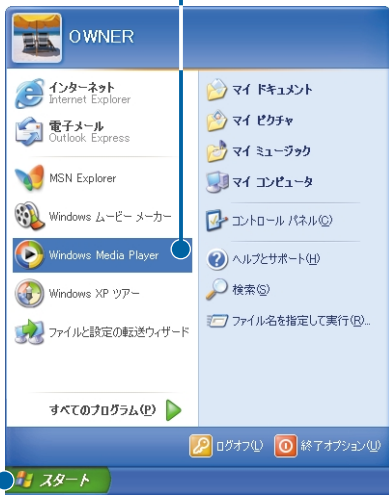 OWNER
インターネット
Internet Explorer
電子メール
Outlook Express
MSN Explorer
Windows ムービー メーカー
Windows Media Player
Windows XP ツアー
ファイルと設定の転送ウィザード
すべてのプログラム(P)
マイ ドキュメント
マイ ピクチャ
マイ ミュージック
マイ コンピュータ
コントロール パネル(C)
ヘルプとサポート(H)
検索(S)
ファイル名を指定して実行(R)...
ログオフ(L)
終了オプション(U)
スタート